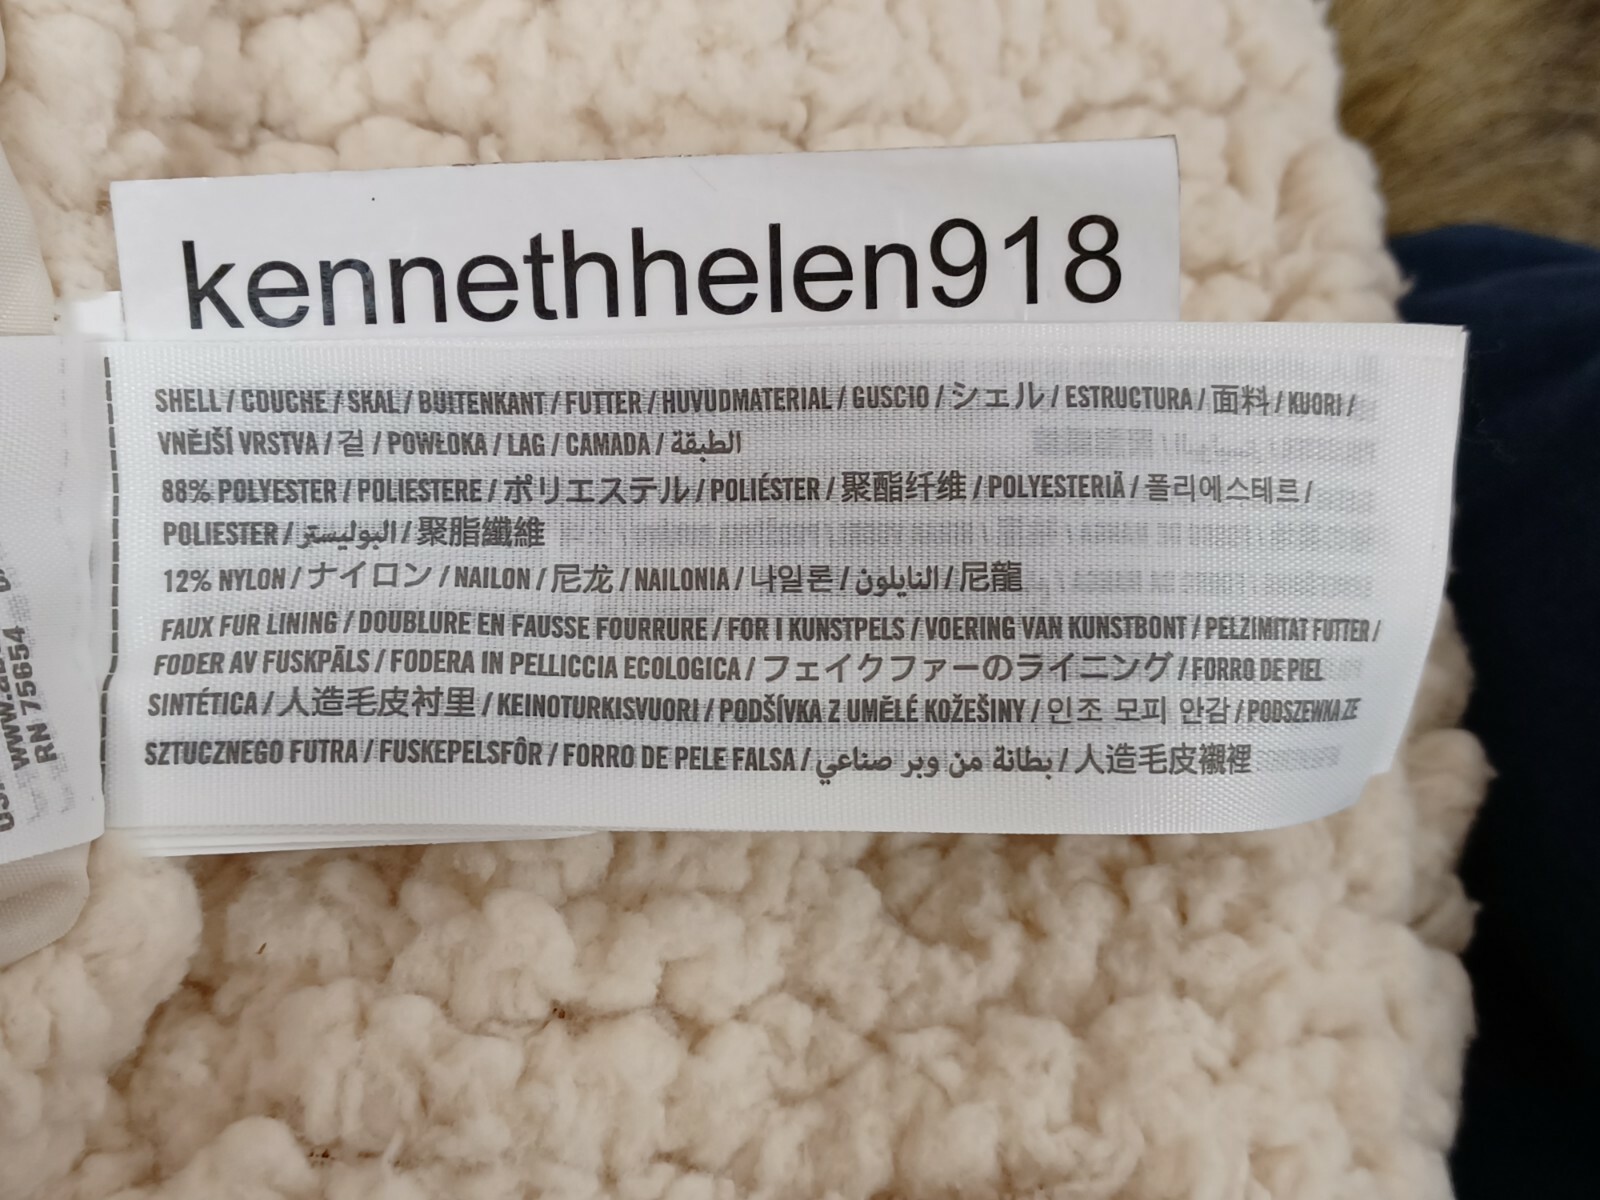 kennethhelen918
SHELL / COUCHE / SKAL / BUITENKANT / FUTTER / HUVUDMATERIAL / GUSCIO / シェル / ESTRUCTURA / 面料 / KUORI /
VNĚJŠÍ VRSTVA / 겉 / POWŁOKA / LAG / CAMADA / الطبقة
88% POLYESTER / POLIESTERE / ポリエステル / POLIÉSTER / 聚酯纤维 / POLYESTERIÄ / 폴리에스테르 /
POLIESTER / البوليستر / 聚脂纖維
12% NYLON / ナイロン / NAILON / 尼龙 / NAILONIA / 나일론 / النايلون / 尼龍
FAUX FUR LINING / DOUBLURE EN FAUSSE FOURRURE / FOR I KUNSTPELS / VOERING VAN KUNSTBONT / PELZIMITAT FUTTER /
FODER AV FUSKPÄLS / FODERA IN PELLICCIA ECOLOGICA / フェイクファーのライニング / FORRO DE PIEL
SINTÉTICA / 人造毛皮衬里 / KEINOTURKISVUORI / PODŠÍVKA Z UMĚLÉ KOŽEŠINY / 인조 모피 안감 / PODSZEWKA ZE
SZTUCZNEGO FUTRA / FUSKEPELSFÔR / FORRO DE PELE FALSA / بطانة من وبر صناعي / 人造毛皮襯裡
RN 75654